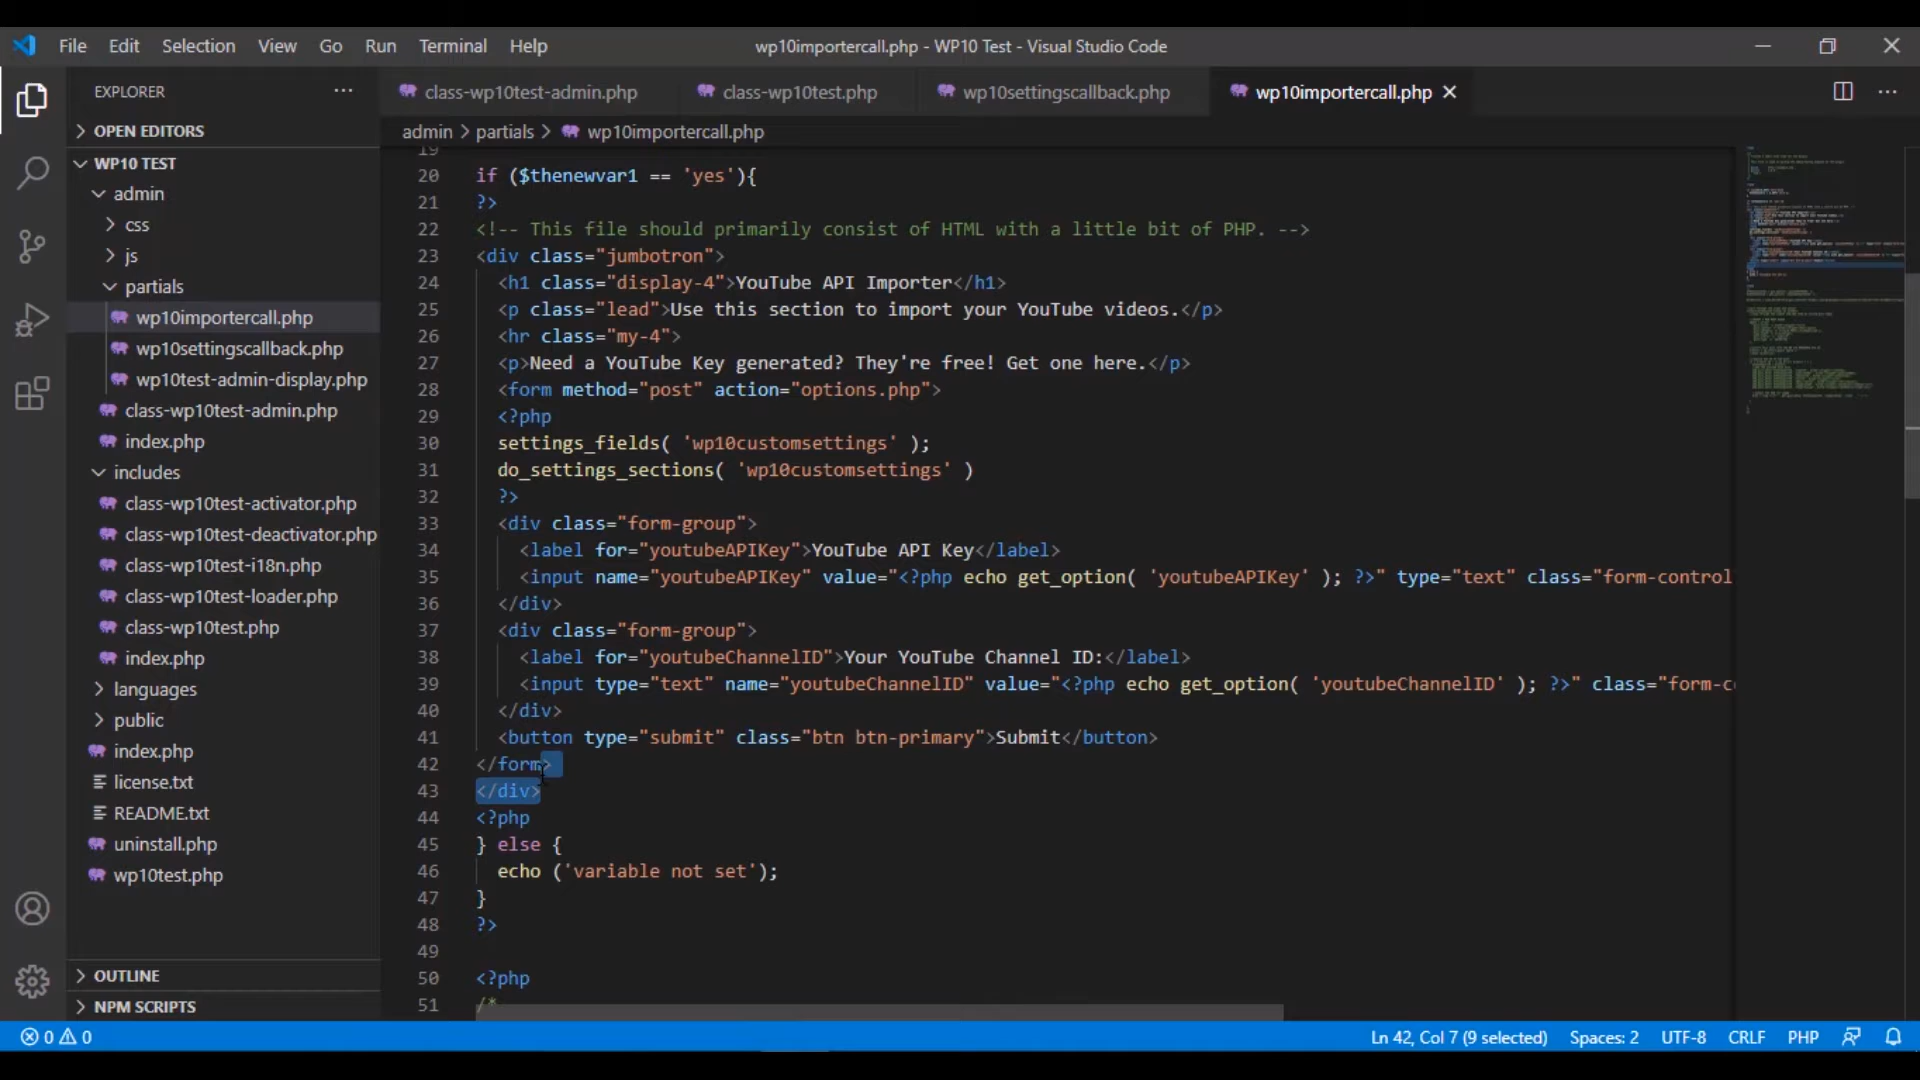 File Edit Selection View Go Run Terminal Help wp10importercall.php - WP10 Test - Visual Studio Code
EXPLORER
OPEN EDITORS
WP10 TEST
admin
css
js
partials
wp10importercall.php
wp10settingscallback.php
wp10test-admin-display.php
class-wp10test-admin.php
index.php
includes
class-wp10test-activator.php
class-wp10test-deactivator.php
class-wp10test-i18n.php
class-wp10test-loader.php
class-wp10test.php
index.php
languages
public
index.php
license.txt
README.txt
uninstall.php
wp10test.php
OUTLINE
NPM SCRIPTS
class-wp10test-admin.php class-wp10test.php wp10settingscallback.php wp10importercall.php
admin > partials > wp10importercall.php
19
20 if ($thenewvar1 == 'yes'){
21 ?>
22 <!-- This file should primarily consist of HTML with a little bit of PHP. -->
23 <div class="jumbotron">
24 <h1 class="display-4">YouTube API Importer</h1>
25 <p class="lead">Use this section to import your YouTube videos.</p>
26 <hr class="my-4">
27 <p>Need a YouTube Key generated? They're free! Get one here.</p>
28 <form method="post" action="options.php">
29 <?php
30 settings_fields( 'wp10customsettings' );
31 do_settings_sections( 'wp10customsettings' )
32 ?>
33 <div class="form-group">
34 <label for="youtubeAPIKey">YouTube API Key</label>
35 <input name="youtubeAPIKey" value="<?php echo get_option( 'youtubeAPIKey' ); ?>" type="text" class="form-control
36 </div>
37 <div class="form-group">
38 <label for="youtubeChannelID">Your YouTube Channel ID:</label>
39 <input type="text" name="youtubeChannelID" value="<?php echo get_option( 'youtubeChannelID' ); ?>" class="form-c
40 </div>
41 <button type="submit" class="btn btn-primary">Submit</button>
42 </form>
43 </div>
44 <?php
45 } else {
46 echo ('variable not set');
47 }
48 ?>
49
50 <?php
51 /*
0 0 Ln 42, Col 7 (9 selected) Spaces: 2 UTF-8 CRLF PHP